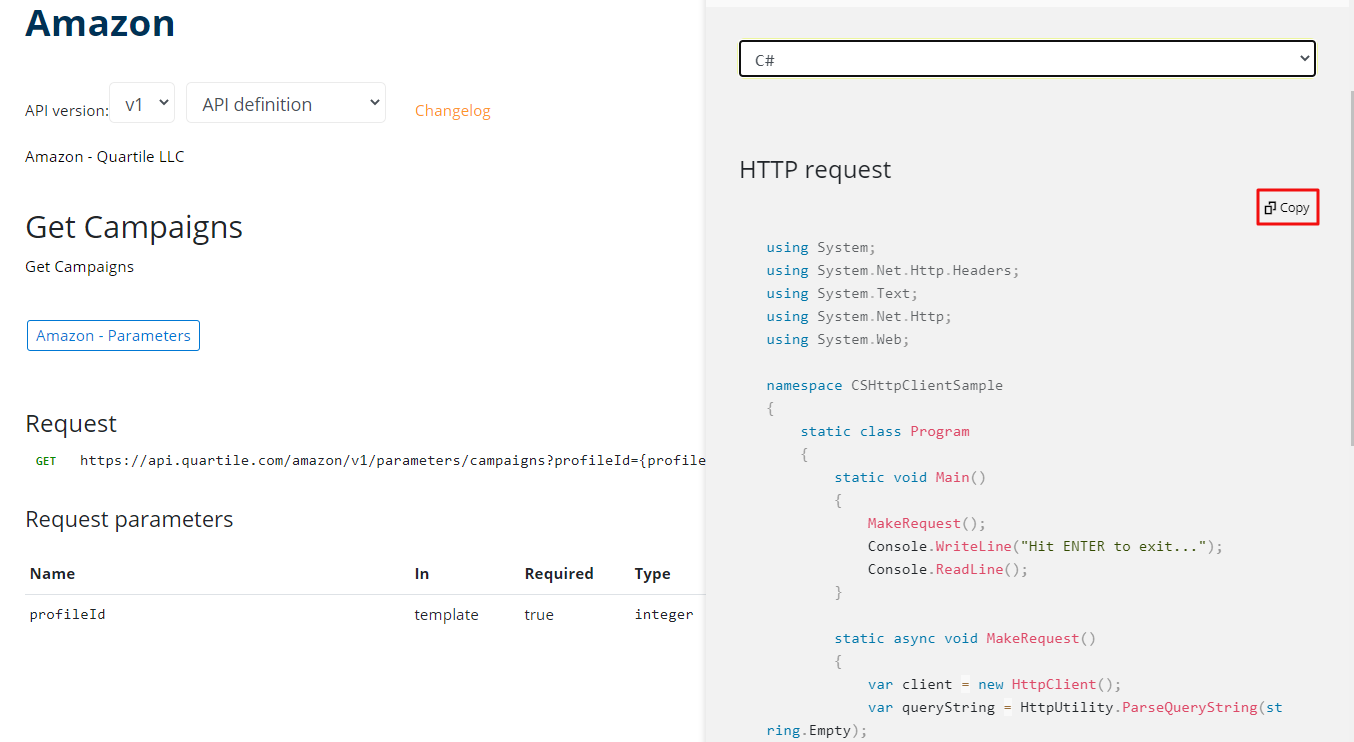 Amazon
API version: v1 API definition Changelog
Amazon - Quartile LLC
Get Campaigns
Get Campaigns
Amazon - Parameters
Request
GET https://api.quartile.com/amazon/v1/parameters/campaigns?profileId={profile
Request parameters
Name In Required Type
profileId template true integer
C#
HTTP request
Copy
using System;
using System.Net.Http.Headers;
using System.Text;
using System.Net.Http;
using System.Web;
namespace CSHttpClientSample
{
static class Program
{
static void Main()
{
MakeRequest();
Console.WriteLine("Hit ENTER to exit...");
Console.ReadLine();
}
static async void MakeRequest()
{
var client = new HttpClient();
var queryString = HttpUtility.ParseQueryString(st
ring.Empty);